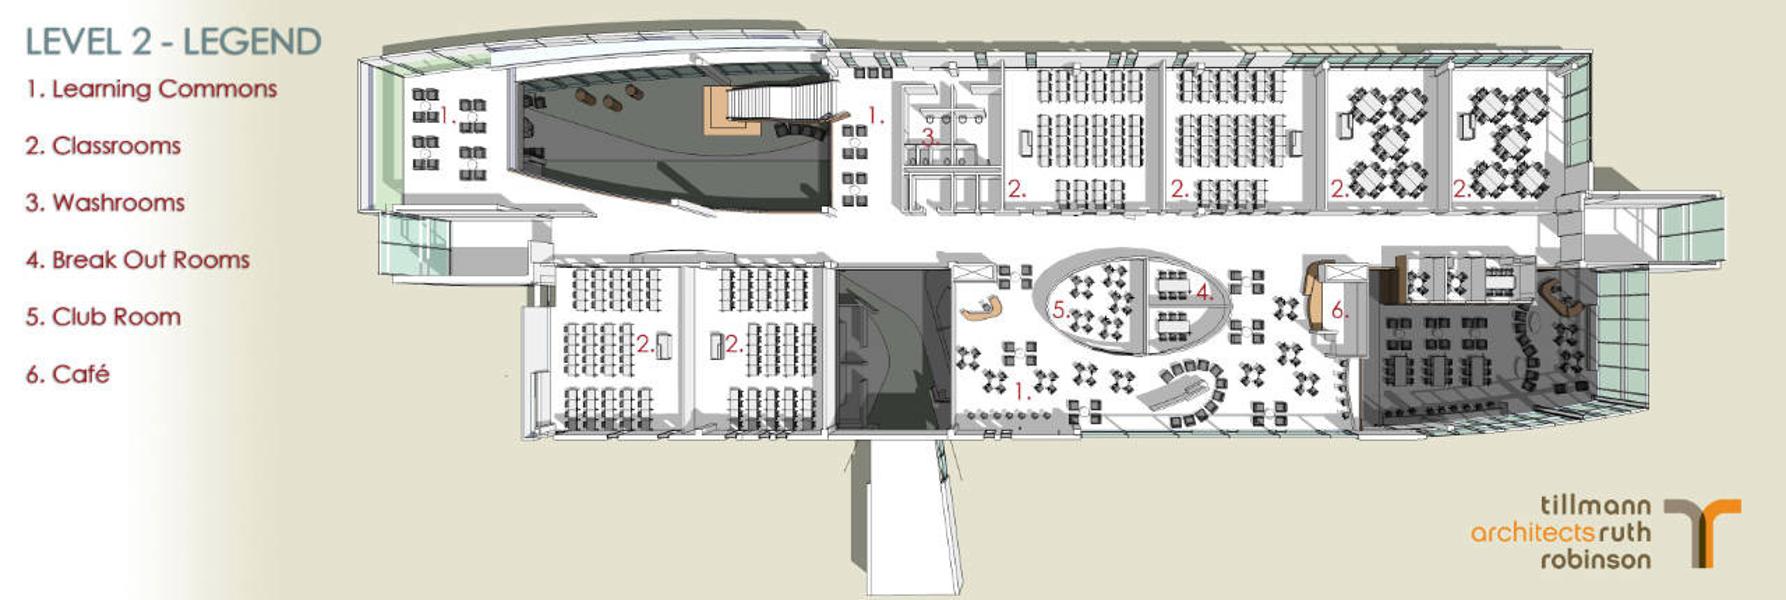 LEVEL 2 - LEGEND
1. Learning Commons
2. Classrooms
3. Washrooms
4. Break Out Rooms
5. Club Room
6. Café
1.
1.
3.
2.
2.
2.
2.
5.
4.
6.
2.
2.
1.
tillmann
architects ruth
robinson